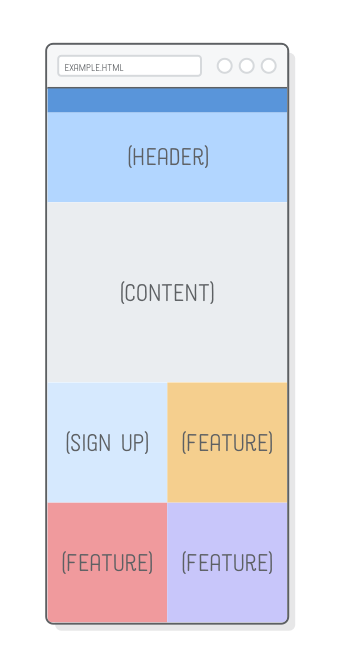 EXAMPLE.HTML
(HEADER)
(CONTENT)
(SIGN UP)
(FEATURE)
(FEATURE)
(FEATURE)